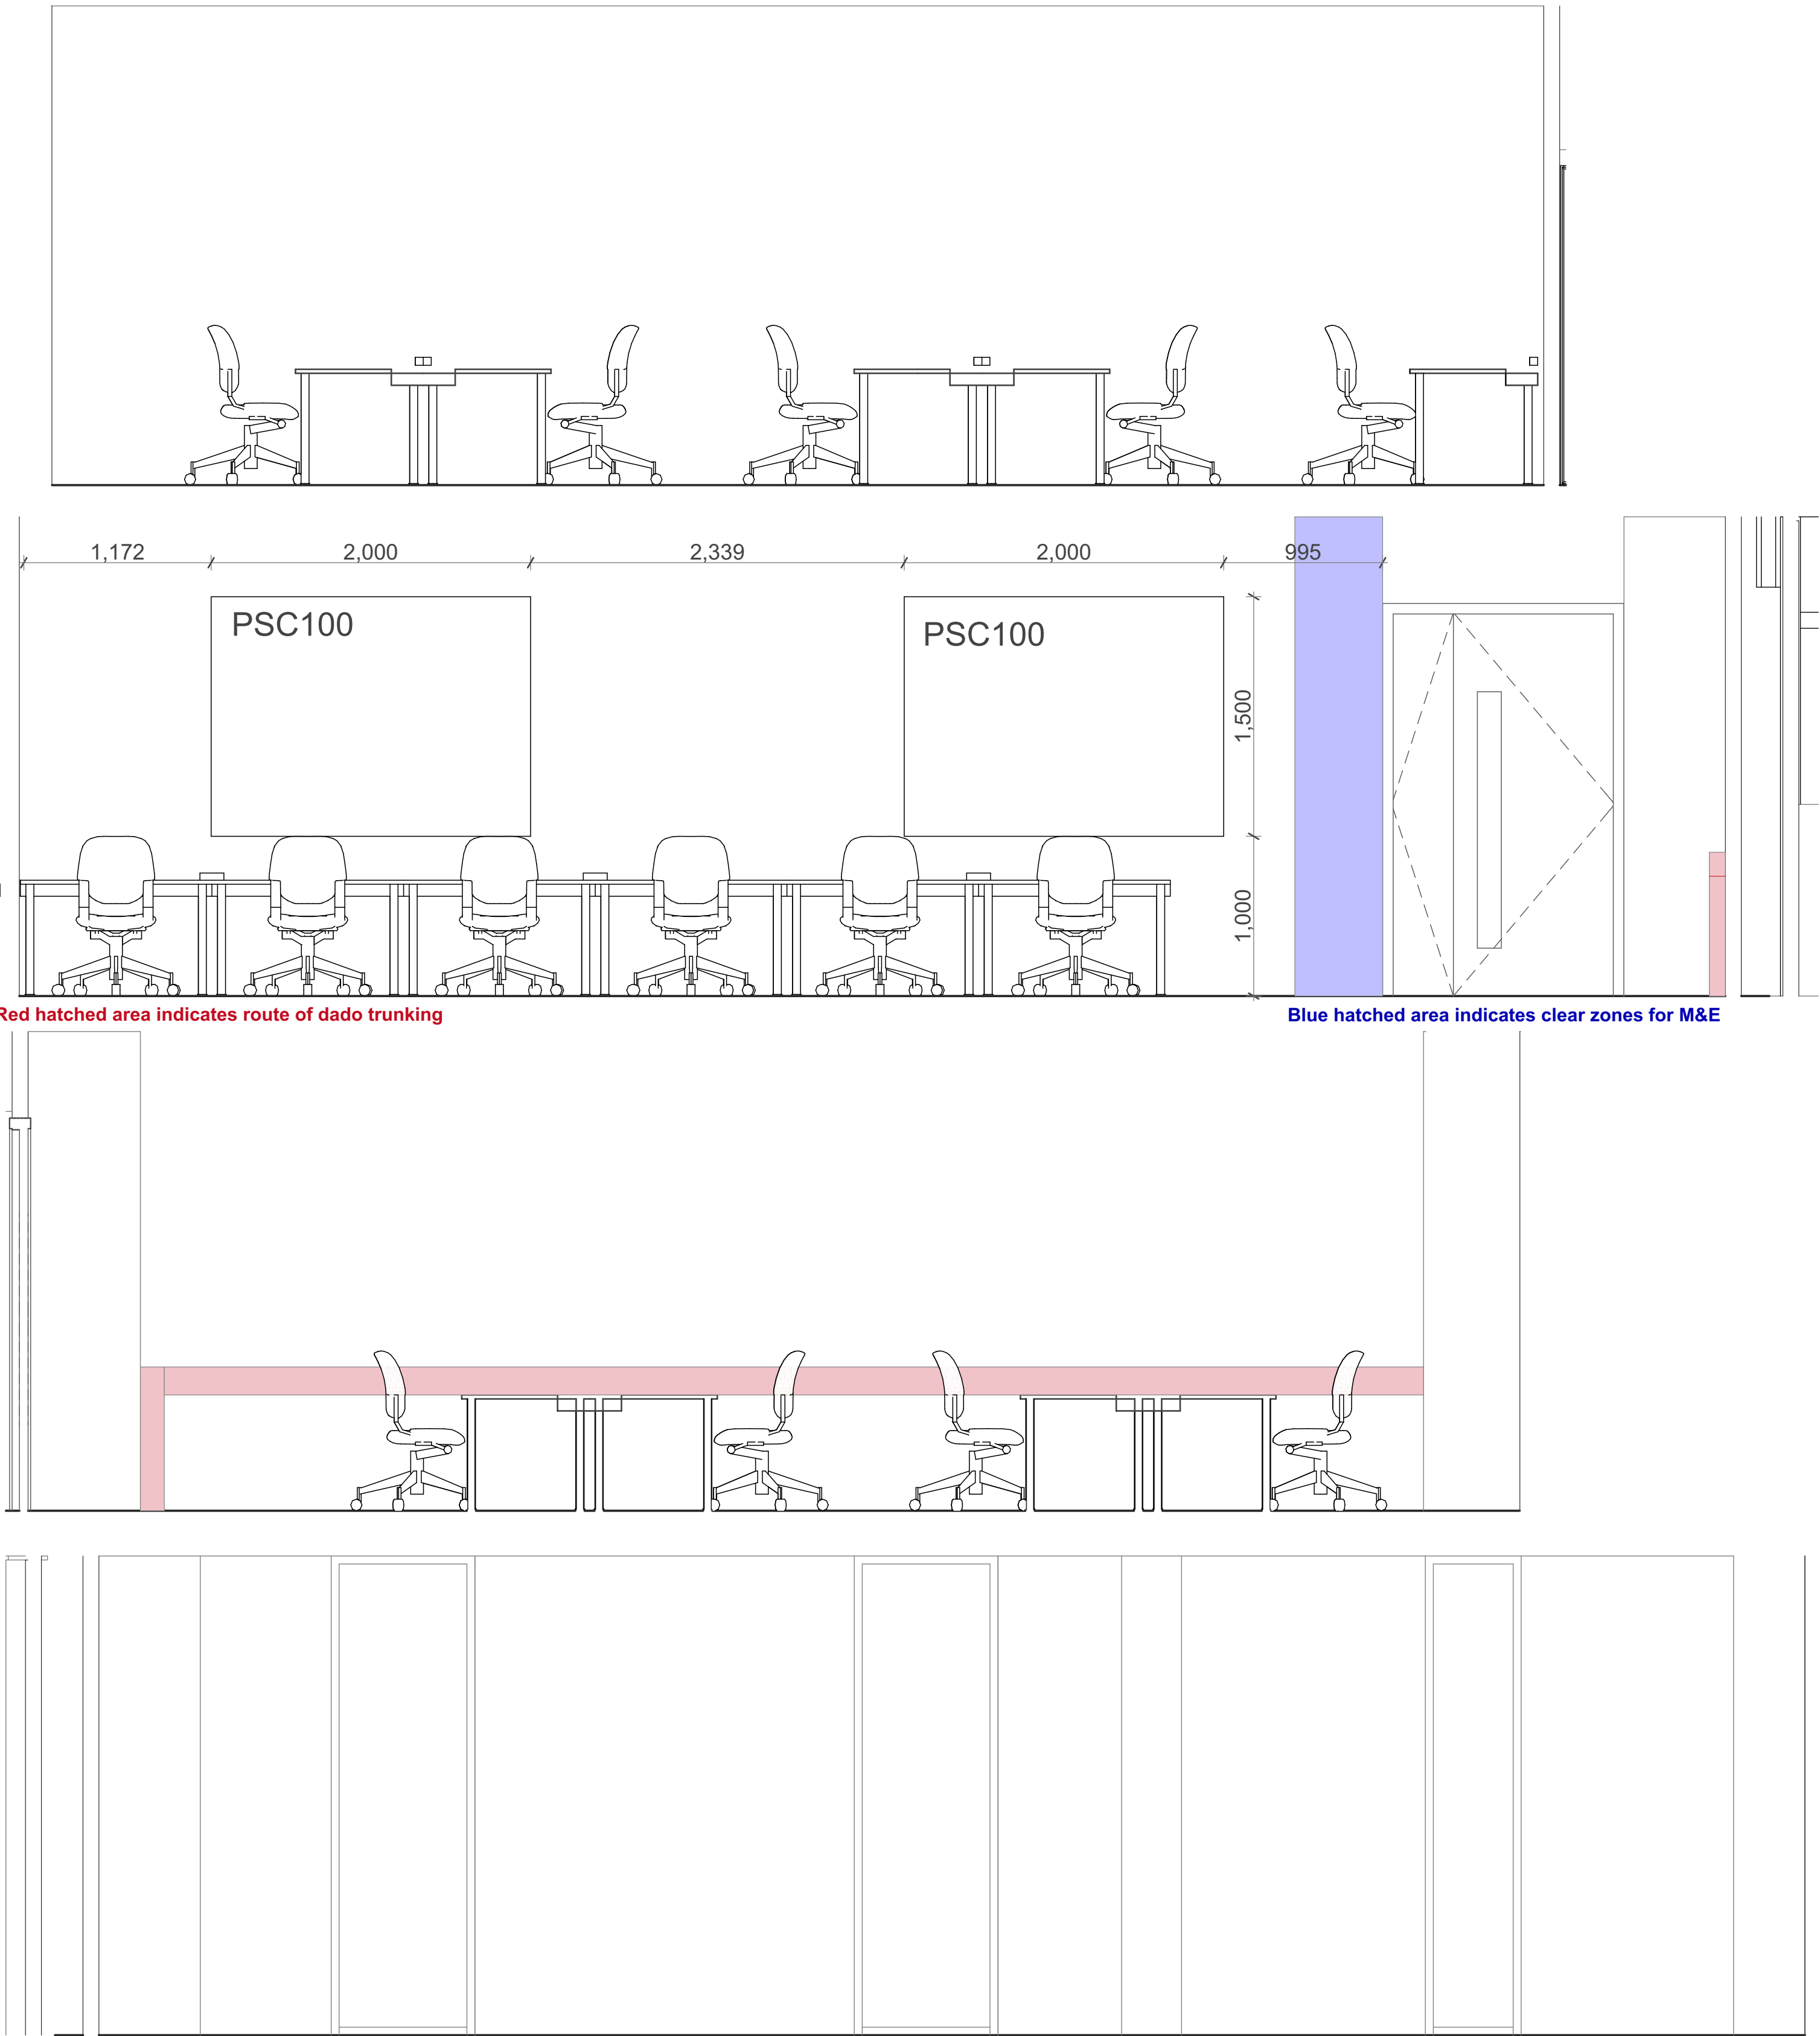 1,172 2,000 2,339 2,000 995
PSC100
PSC100
1,500
1,000
Red hatched area indicates route of dado trunking
Blue hatched area indicates clear zones for M&E